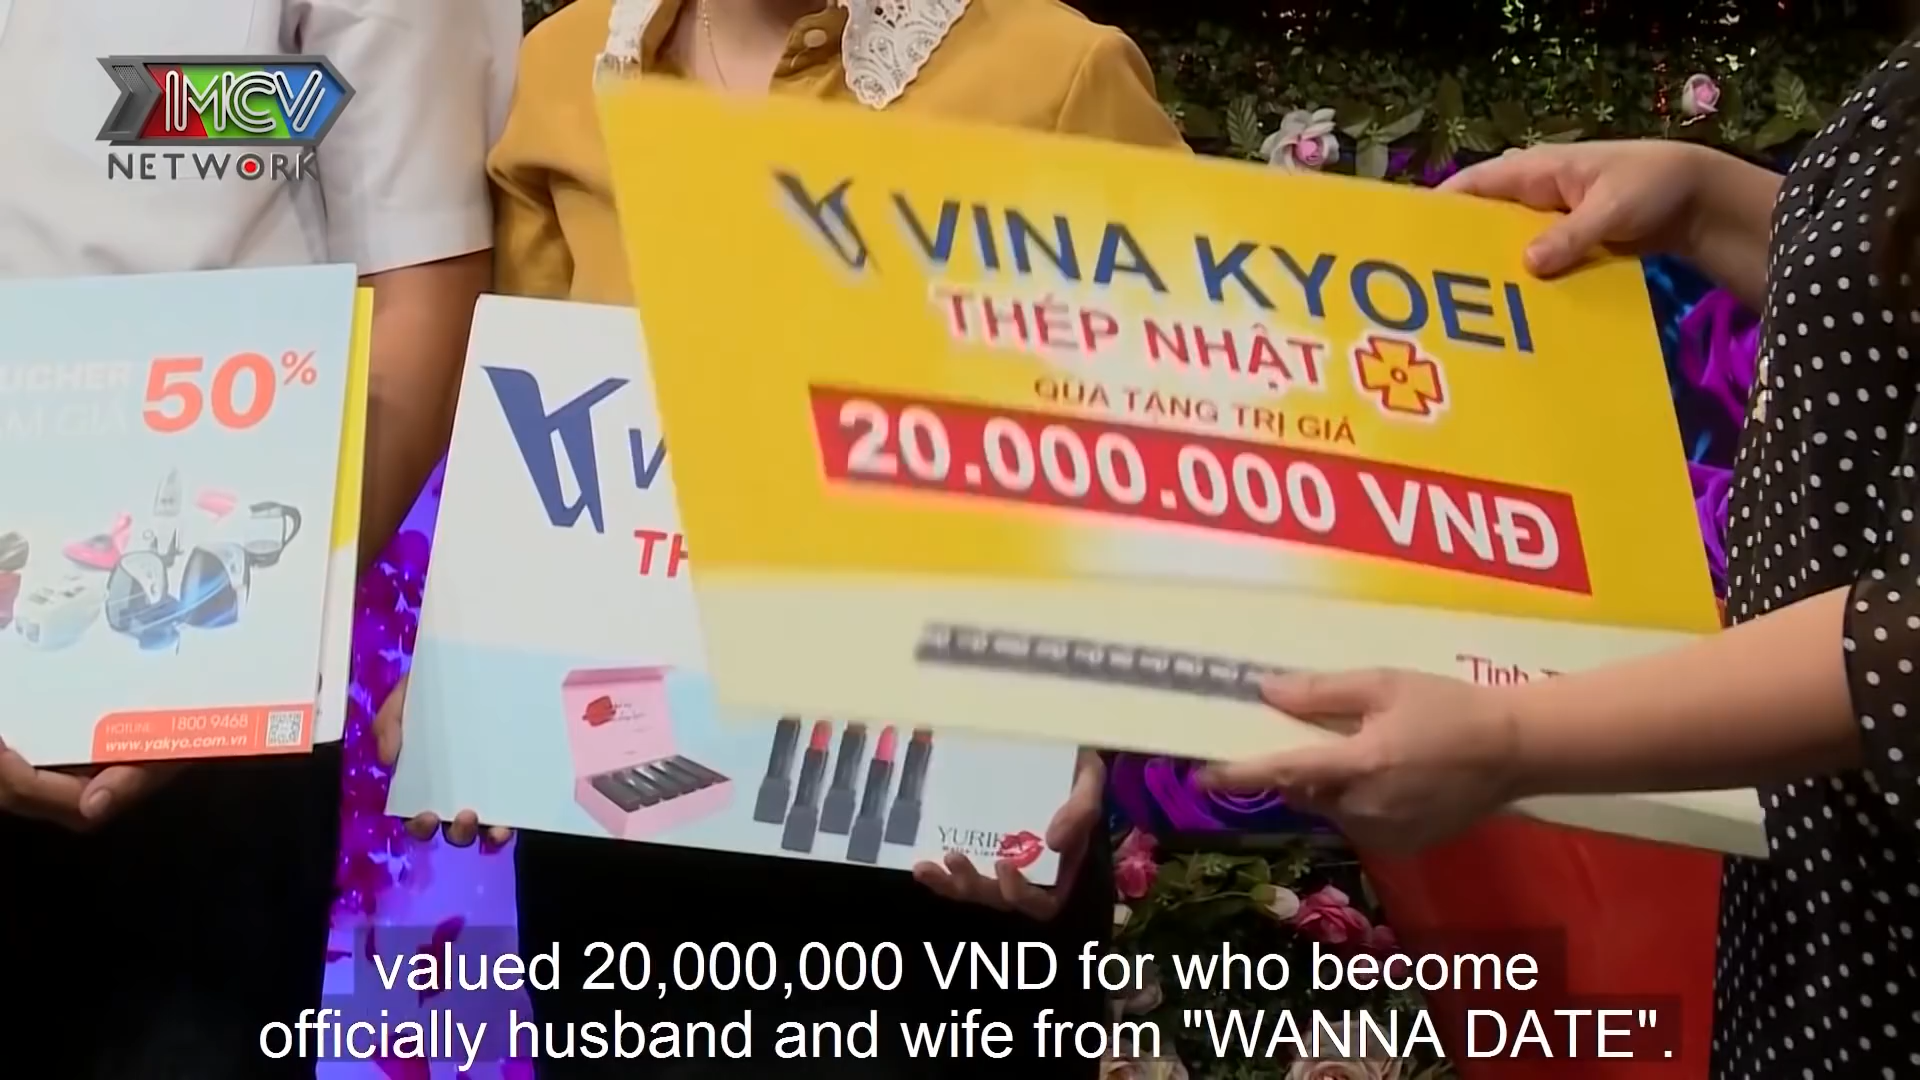 MCV
NETWORK
VINA KYOEI
THÉP NHẬT
QUÀ TẶNG TRỊ GIÁ
20.000.000 VNĐ
50%
HOTLINE: 1800 9468
www.yakyo.com.vn
YURIKA
valued 20,000,000 VND for who become
officially husband and wife from "WANNA DATE".